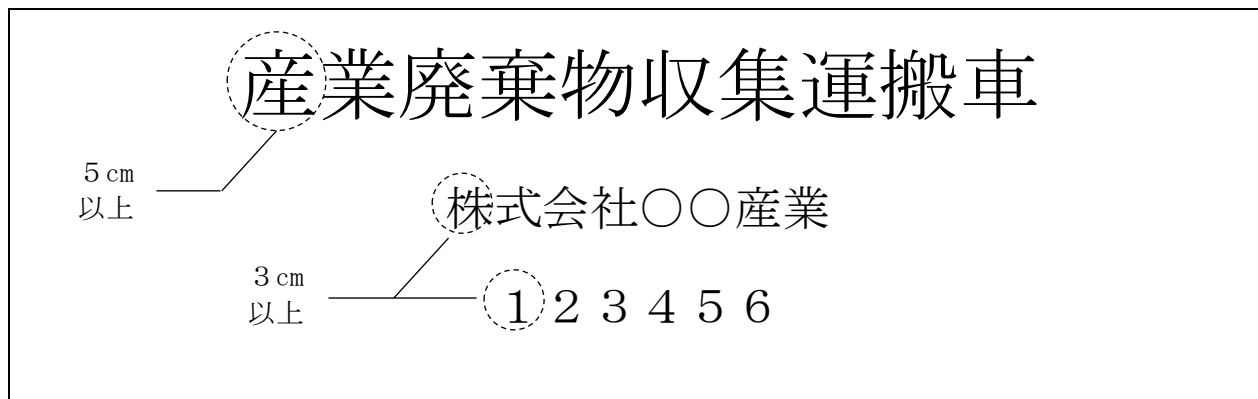 産業廃棄物収集運搬車
５cm
以上
株式会社○○産業
３cm
以上
１２３４５６